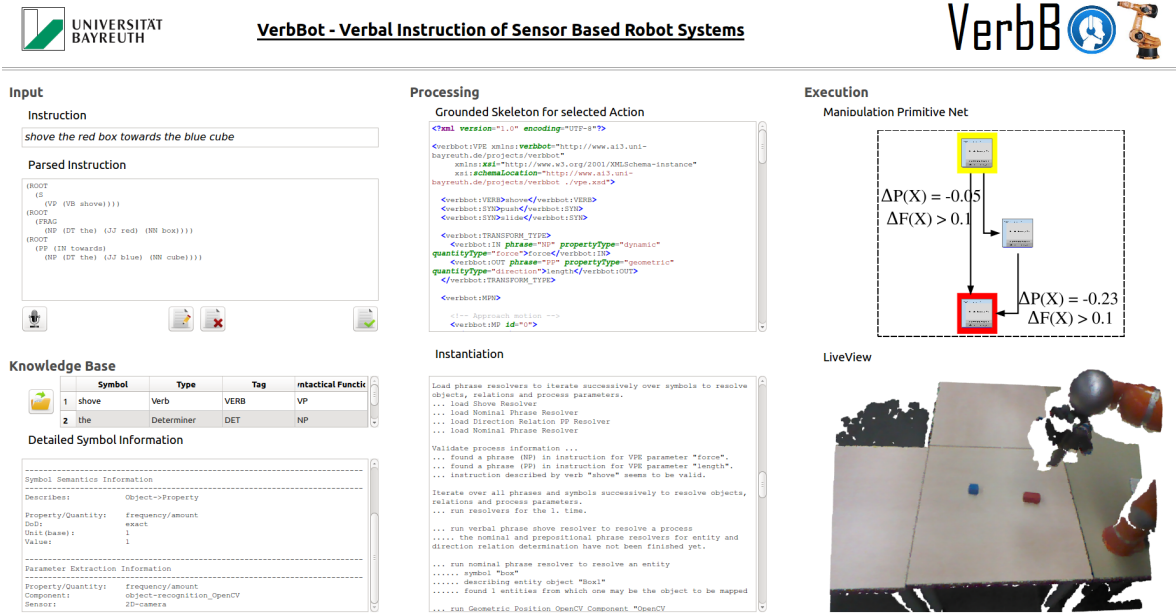 UNIVERSITÄT
BAYREUTH
VerbBot - Verbal Instruction of Sensor Based Robot Systems
VerbB
Input
Instruction
shove the red box towards the blue cube
Parsed Instruction
(ROOT
(S
(VP (VB shove))))
(ROOT
(FRAG
(NP (DT the) (JJ red) (NN box))))
(ROOT
(PP (IN towards)
(NP (DT the) (JJ blue) (NN cube))))
Knowledge Base
Symbol Type Tag ntactical Functic
1 shove Verb VERB VP
2 the Determiner DET NP
Detailed Symbol Information
Symbol Semantics Information
Describes: Object->Property
Property/Quantity: frequency/amount
DoD: exact
Unit(base): 1
Value: 1
Parameter Extraction Information
Property/Quantity: frequency/amount
Component: object-recognition_OpenCV
Sensor: 2D-camera
Processing
Grounded Skeleton for selected Action
<?xml version="1.0" encoding="UTF-8"?>
<verbbot:VPE xmlns:verbbot="http://www.ai3.uni-
bayreuth.de/projects/verbbot"
xmlns:xsi="http://www.w3.org/2001/XMLSchema-instance"
xsi:schemaLocation="http://www.ai3.uni-
bayreuth.de/projects/verbbot ./vpe.xsd">
<verbbot:VERB>shove</verbbot:VERB>
<verbbot:SYN>push</verbbot:SYN>
<verbbot:SYN>slide</verbbot:SYN>
<verbbot:TRANSFORM_TYPE>
<verbbot:IN phrase="NP" propertyType="dynamic"
quantityType="force">force</verbbot:IN>
<verbbot:OUT phrase="PP" propertyType="geometric"
quantityType="direction">length</verbbot:OUT>
</verbbot:TRANSFORM_TYPE>
<verbbot:MPN>
<!-- Approach motion -->
<verbbot:MP id="0">
Instantiation
Load phrase resolvers to iterate successively over symbols to resolve
objects, relations and process parameters.
... load Shove Resolver
... load Nominal Phrase Resolver
... load Direction Relation PP Resolver
... load Nominal Phrase Resolver
Validate process information ...
... found a phrase (NP) in instruction for VPE parameter "force".
... found a phrase (PP) in instruction for VPE parameter "length".
... instruction described by verb "shove" seems to be valid.
Iterate over all phrases and symbols successively to resolve objects,
relations and process parameters.
... run resolvers for the 1. time.
... run verbal phrase shove resolver to resolve a process
..... the nominal and prepositional phrase resolvers for entity and
direction relation determination have not been finished yet.
... run nominal phrase resolver to resolve an entity
...... symbol "box"
...... describing entity object "Box1"
...... found 1 entities from which one may be the object to be mapped
... run Geometric Position OpenCV Component "OpenCV
Execution
Manipulation Primitive Net
ΔP(X) = -0.05
ΔF(X) > 0.1
ΔP(X) = -0.23
ΔF(X) > 0.1
LiveView